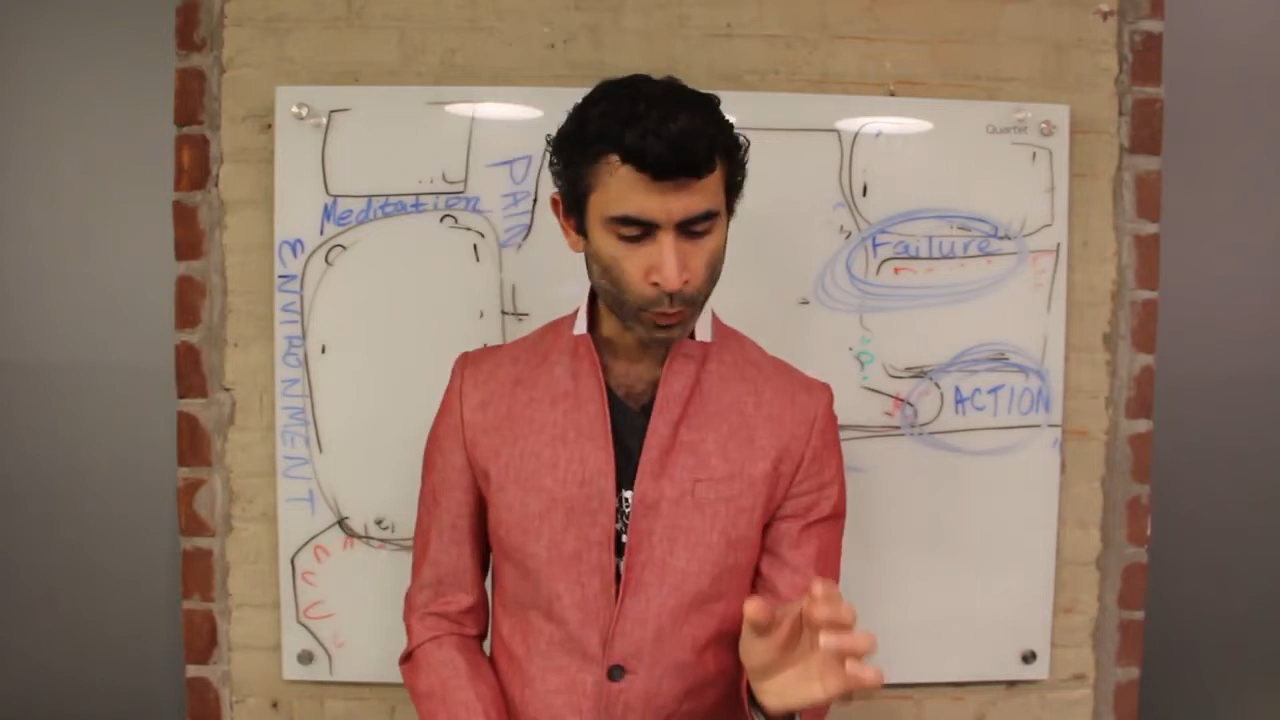 Quartet
PAIN
Meditation
Failure
ENVIRONMENT
ACTION